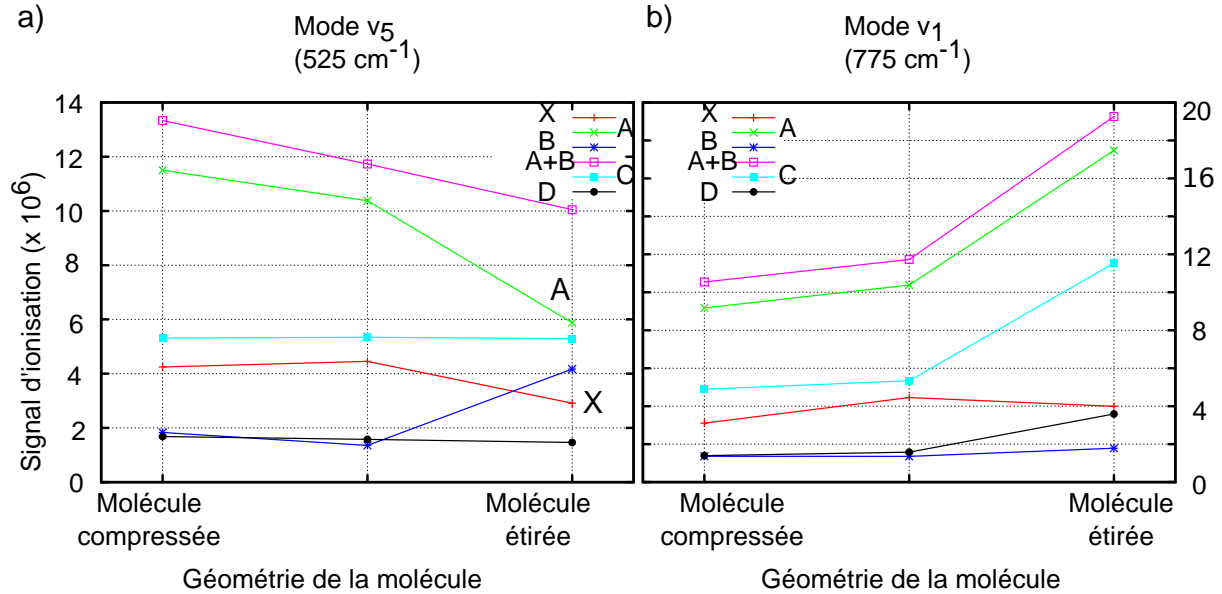 a)
Mode v5
(525 cm-1)
b)
Mode v1
(775 cm-1)
Signal d'ionisation (x 10^6)
14
12
10
8
6
4
2
0
X
A
B
A+B
C
D
A
X
Molécule compressée
Molécule étirée
Géométrie de la molécule
X
A
B
A+B
C
D
20
16
12
8
4
0
Molécule compressée
Molécule étirée
Géométrie de la molécule